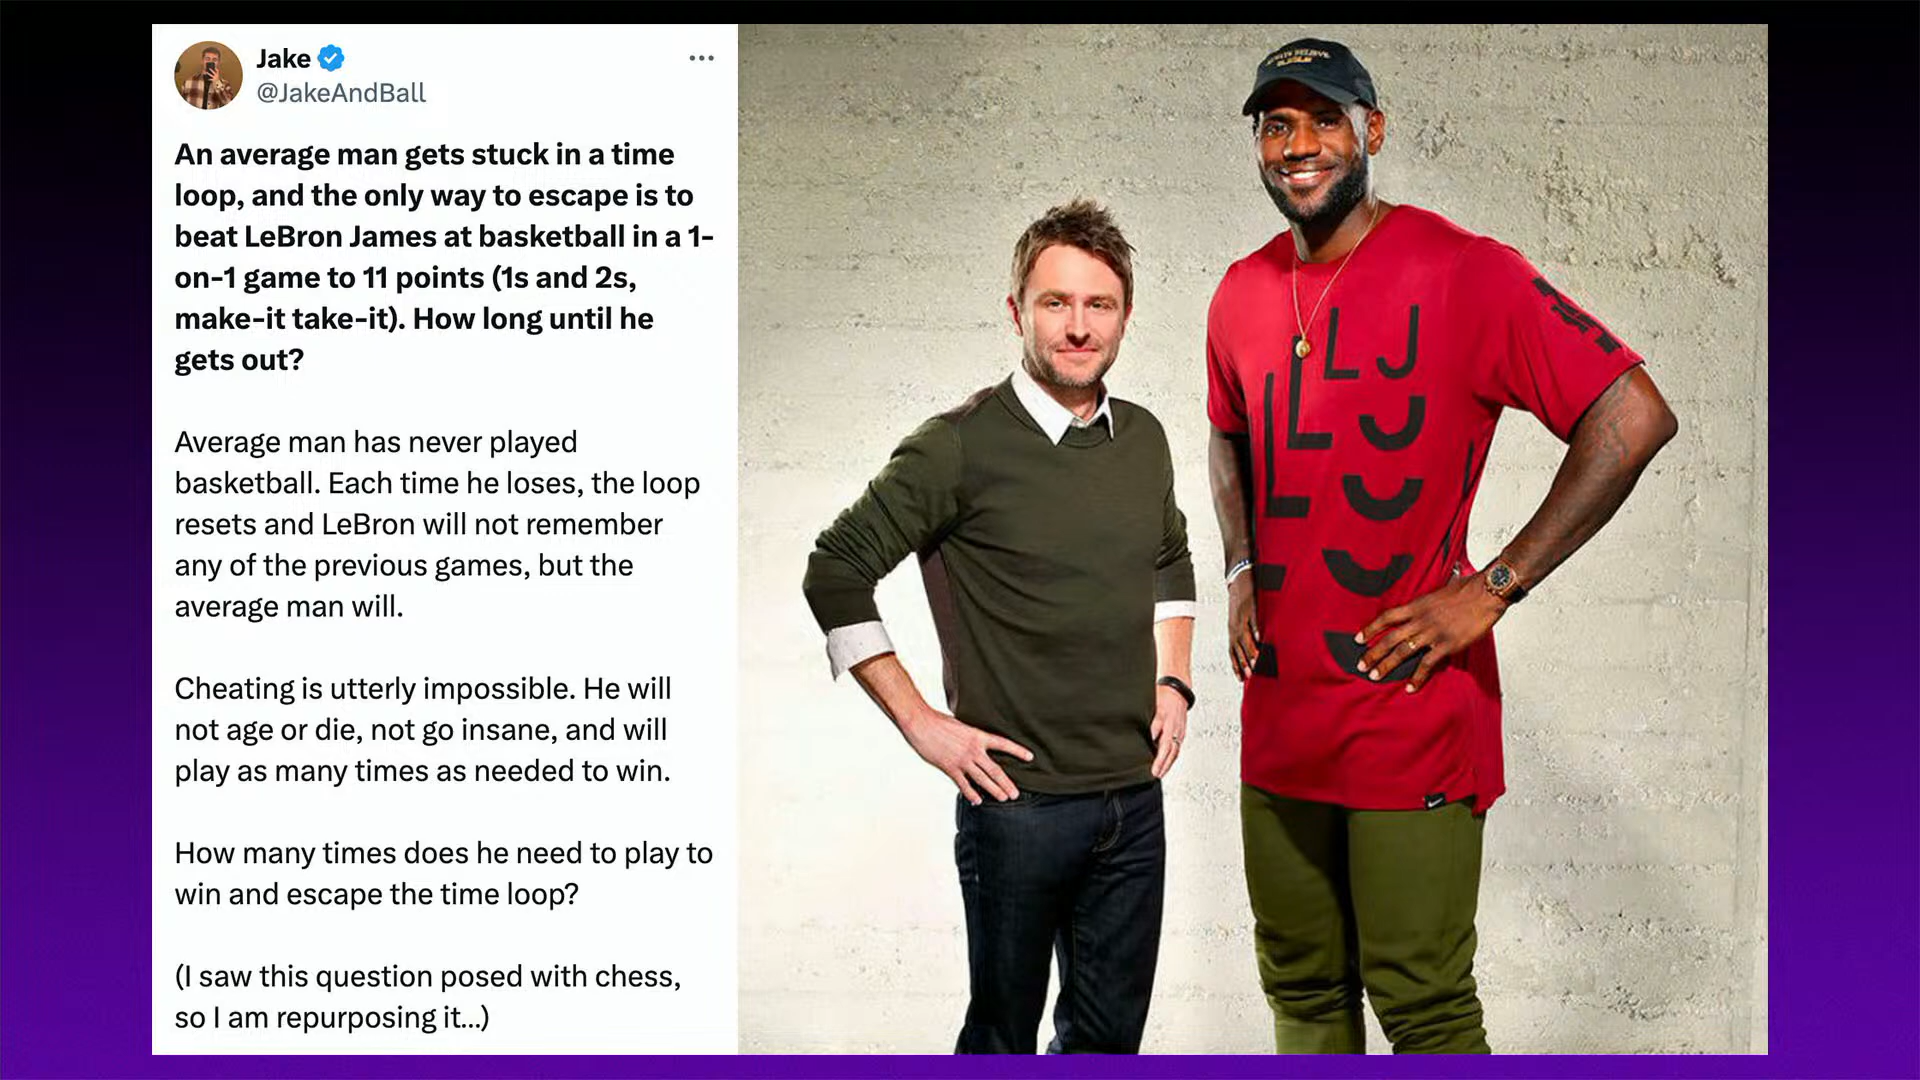 Jake
@JakeAndBall
An average man gets stuck in a time
loop, and the only way to escape is to
beat LeBron James at basketball in a 1-
on-1 game to 11 points (1s and 2s,
make-it take-it). How long until he
gets out?
Average man has never played
basketball. Each time he loses, the loop
resets and LeBron will not remember
any of the previous games, but the
average man will.
Cheating is utterly impossible. He will
not age or die, not go insane, and will
play as many times as needed to win.
How many times does he need to play to
win and escape the time loop?
(I saw this question posed with chess,
so I am repurposing it...)
L J
L J